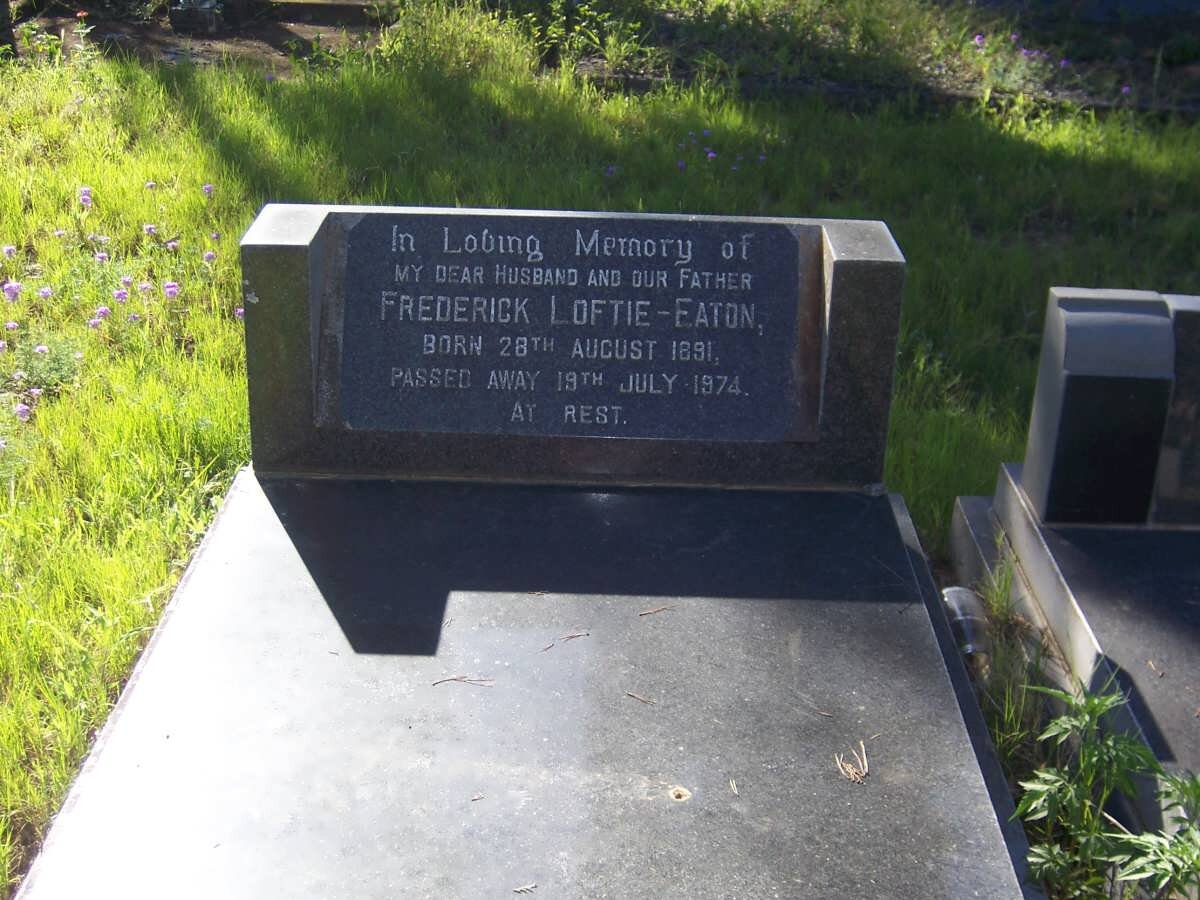 In Loving Memory of
MY DEAR HUSBAND AND OUR FATHER
FREDERICK LOFTIE-EATON,
BORN 28TH AUGUST 1891,
PASSED AWAY 19TH JULY 1974.
AT REST.